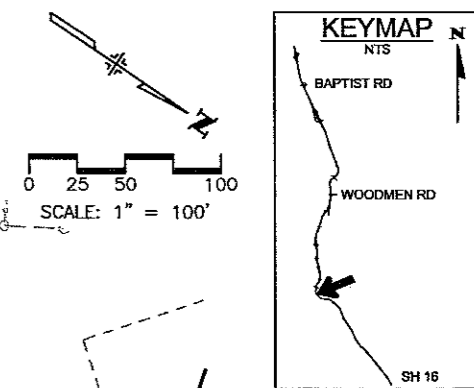 N
0 25 50 100
SCALE: 1" = 100'
KEYMAP
NTS
N
BAPTIST RD
WOODMEN RD
SH 16